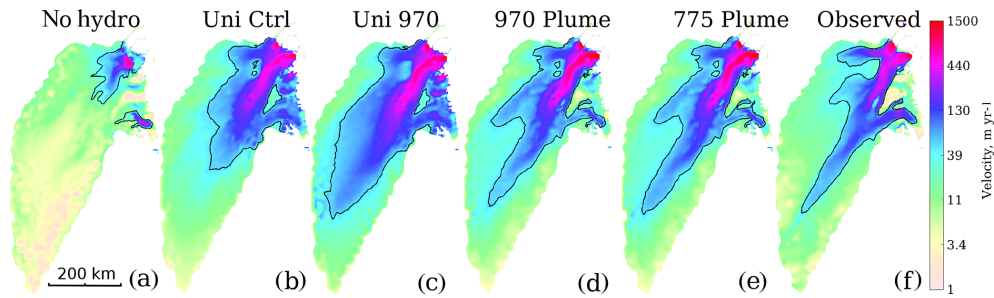 No hydro
Uni Ctrl
Uni 970
970 Plume
775 Plume
Observed
1500
440
130
39
11
3.4
1
Velocity, m yr-1
200 km
(a)
(b)
(c)
(d)
(e)
(f)